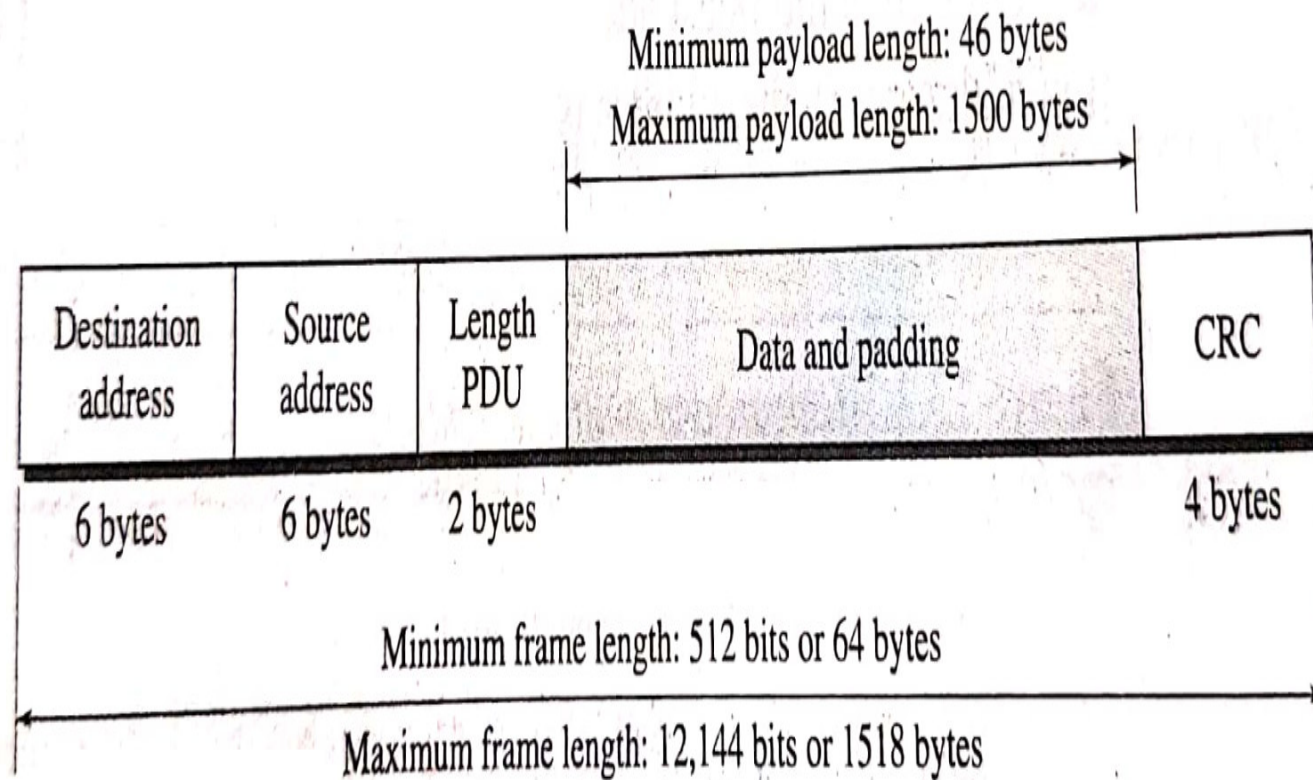 Minimum payload length: 46 bytes
Maximum payload length: 1500 bytes
Destination
address
Source
address
Length
PDU
Data and padding
CRC
6 bytes
6 bytes
2 bytes
4 bytes
Minimum frame length: 512 bits or 64 bytes
Maximum frame length: 12,144 bits or 1518 bytes